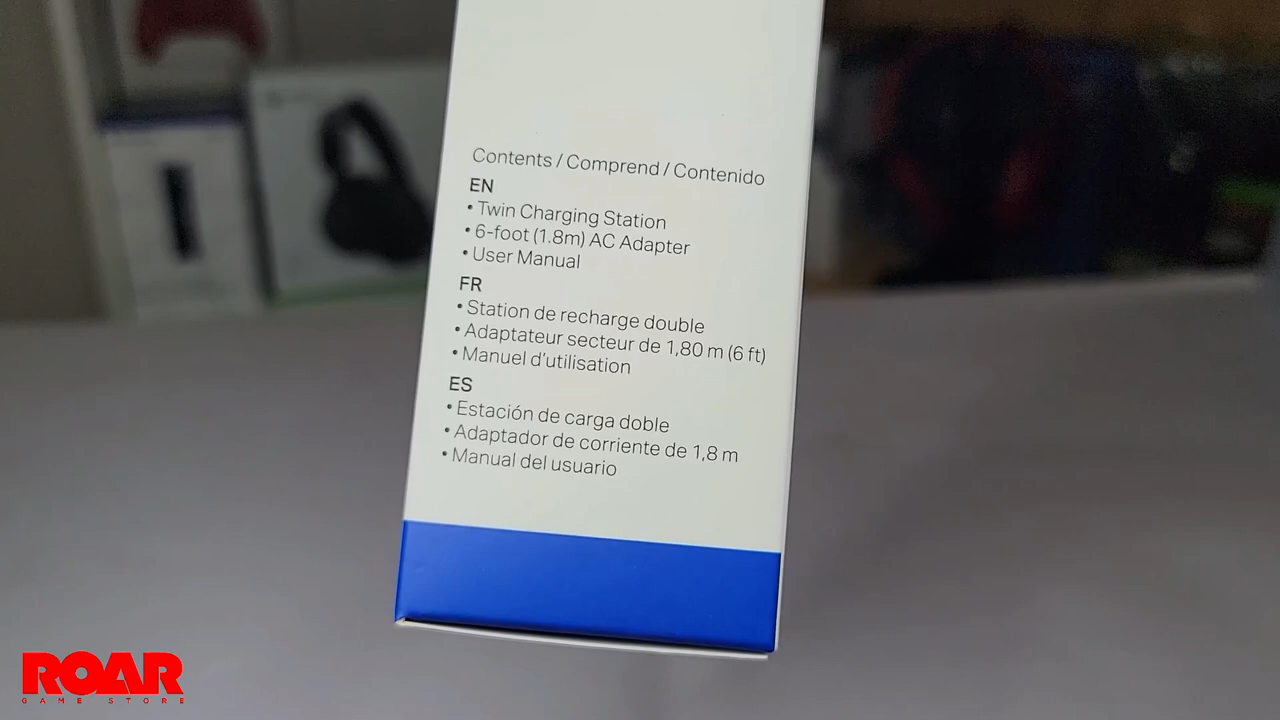 Contents / Comprend / Contenido
EN
• Twin Charging Station
• 6-foot (1.8m) AC Adapter
• User Manual
FR
• Station de recharge double
• Adaptateur secteur de 1,80 m (6 ft)
• Manuel d'utilisation
ES
• Estación de carga doble
• Adaptador de corriente de 1,8 m
• Manual del usuario
ROAR
GAME STORE